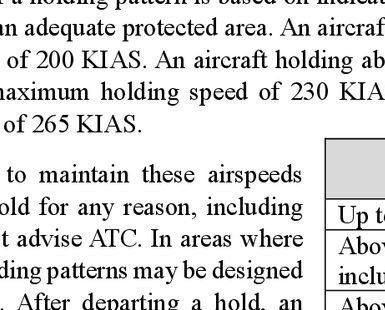 f a holding pattern is based on indicat
an adequate protected area. An aircraf
of 200 KIAS. An aircraft holding ab
maximum holding speed of 230 KIA
of 265 KIAS.
to maintain these airspeeds
old for any reason, including
t advise ATC. In areas where
ding patterns may be designed
. After departing a hold, an
Up to
Abov
inclu
Abov